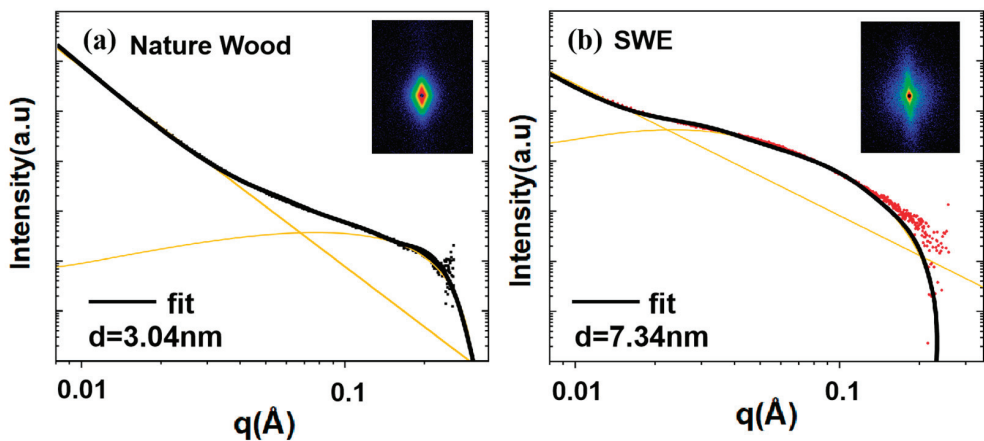 (a) Nature Wood
Intensity(a.u)
fit
d=3.04nm
0.01 0.1
q(Å)
(b) SWE
Intensity(a.u)
fit
d=7.34nm
0.01 0.1
q(Å)